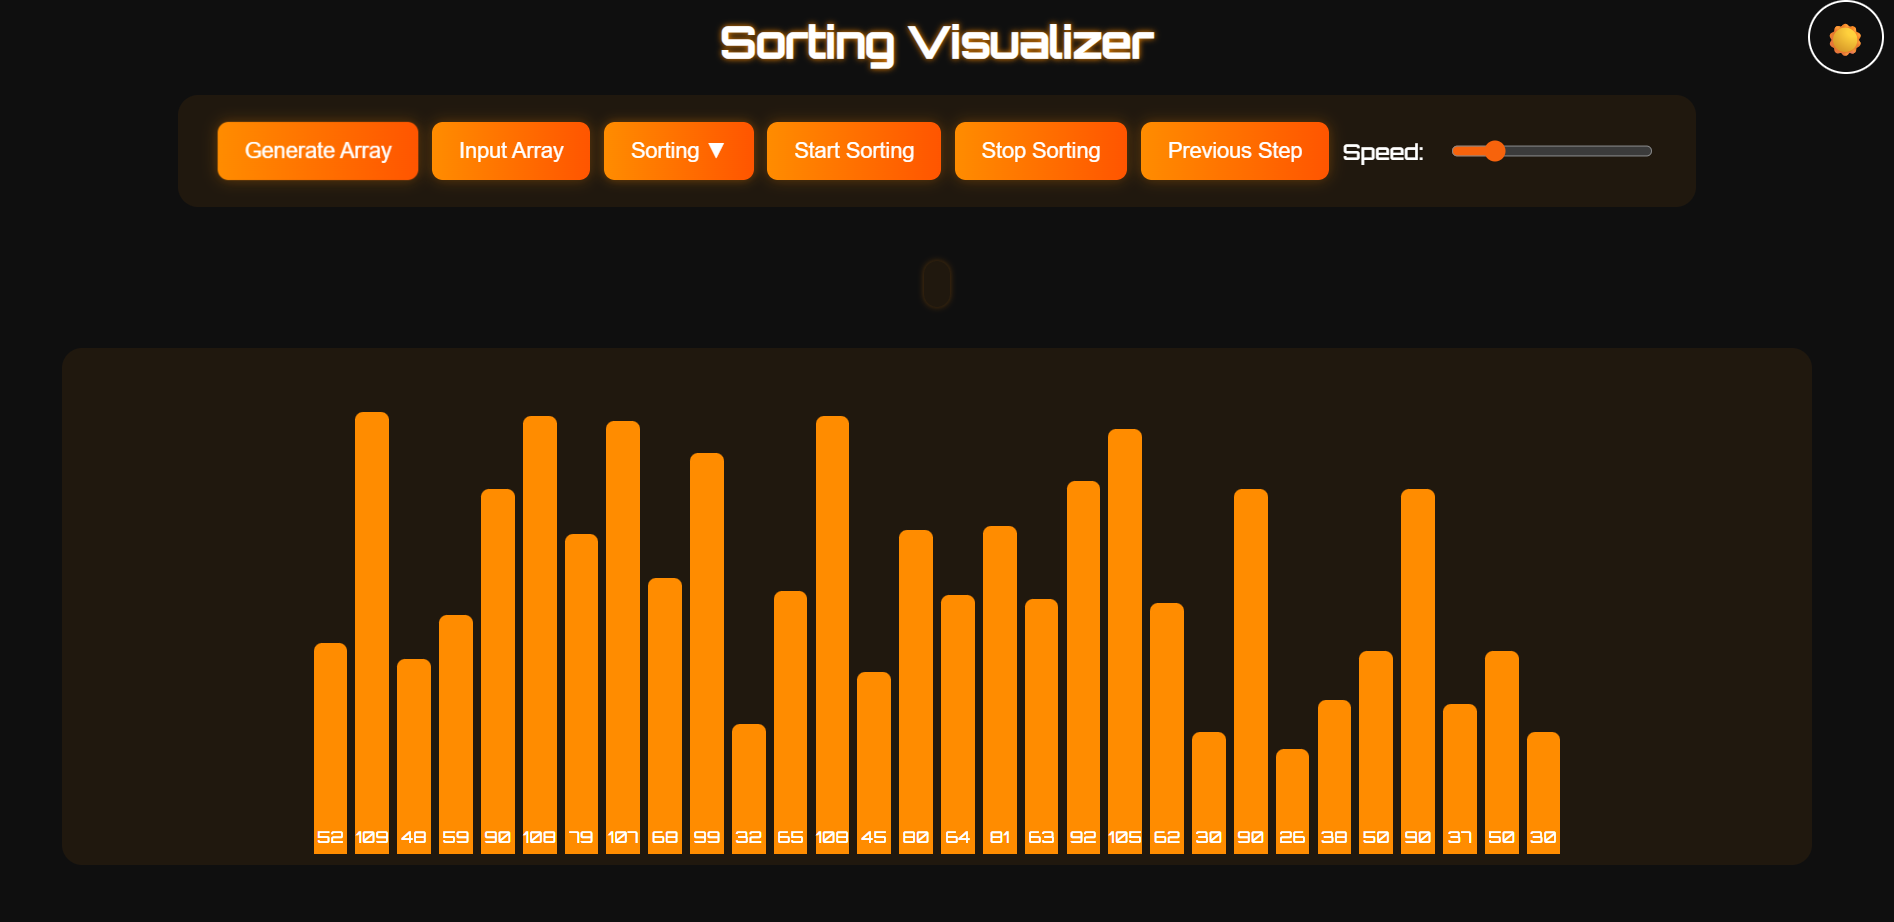 Sorting Visualizer
Generate Array Input Array Sorting ▼ Start Sorting Stop Sorting Previous Step Speed:
52 109 48 59 90 108 79 107 68 99 32 65 108 45 80 64 81 63 92 105 62 30 90 26 38 50 90 37 50 30